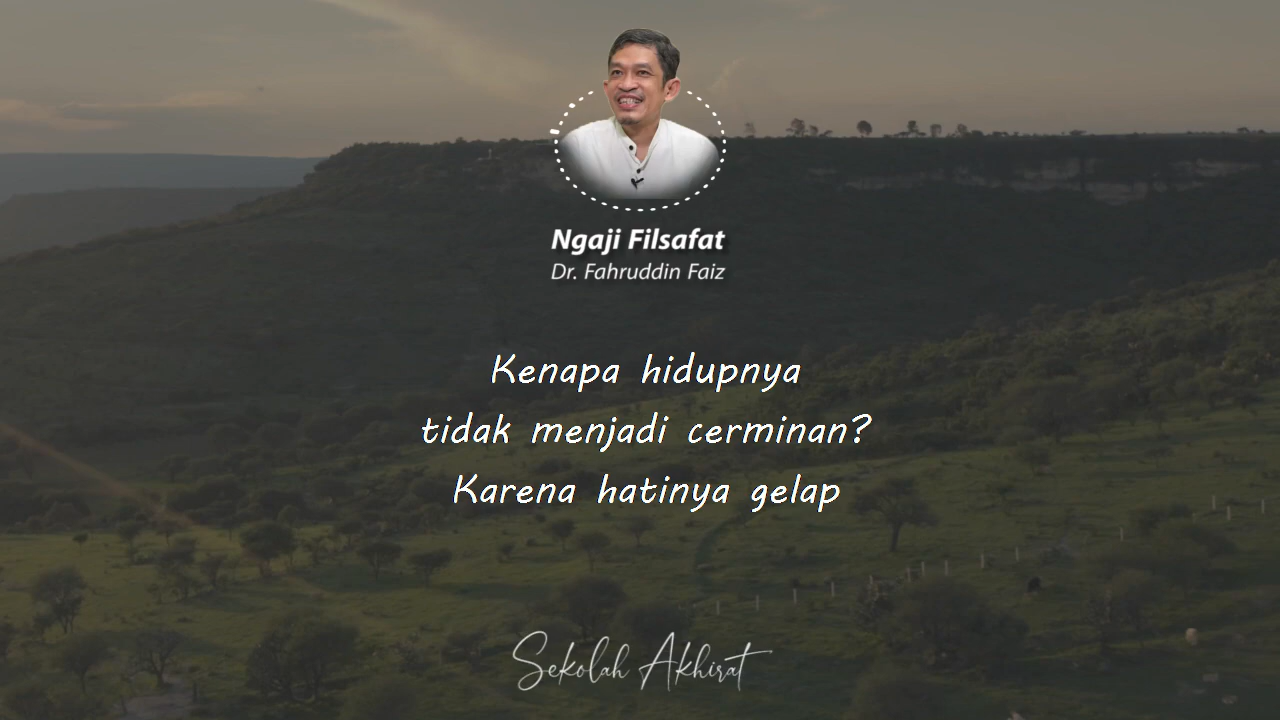 Ngaji Filsafat
Dr. Fahruddin Faiz
Kenapa hidupnya
tidak menjadi cerminan?
Karena hatinya gelap
Sekolah Akhirat